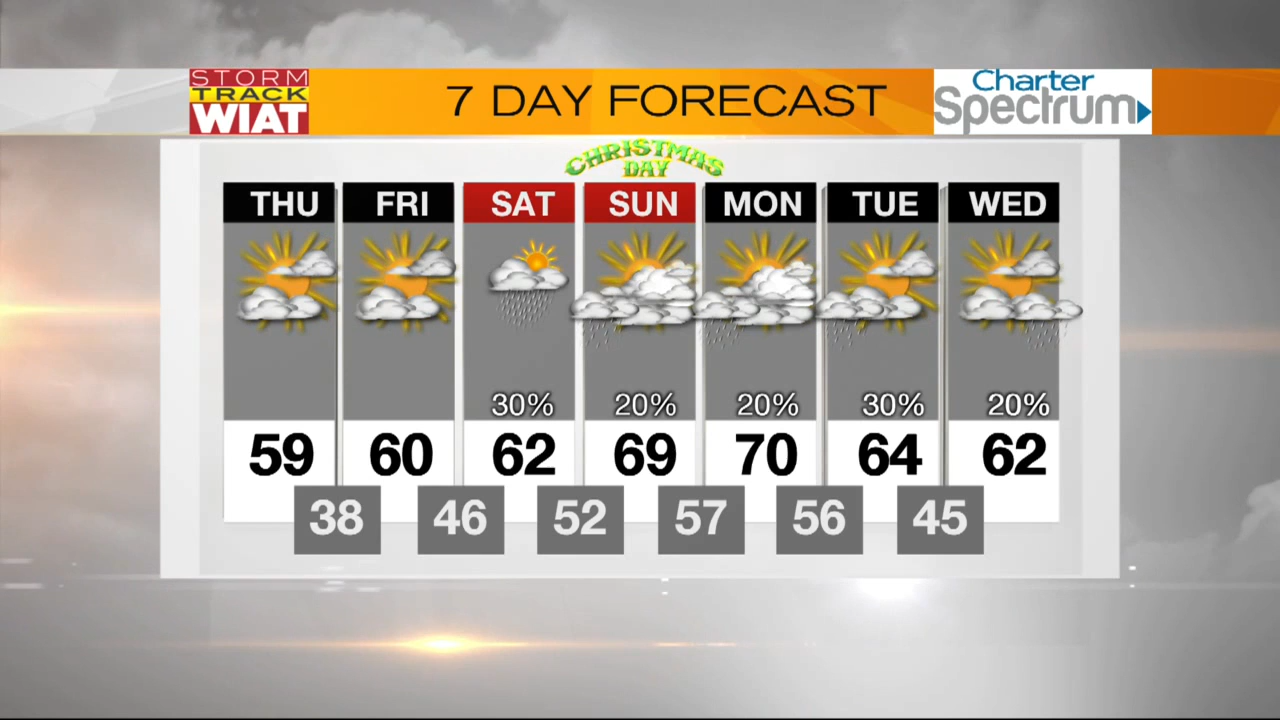 STORM
TRACK
WIAT
7 DAY FORECAST
Charter
Spectrum
CHRISTMAS
DAY
THU FRI SAT SUN MON TUE WED
30% 20% 20% 30% 20%
59 60 62 69 70 64 62
38 46 52 57 56 45